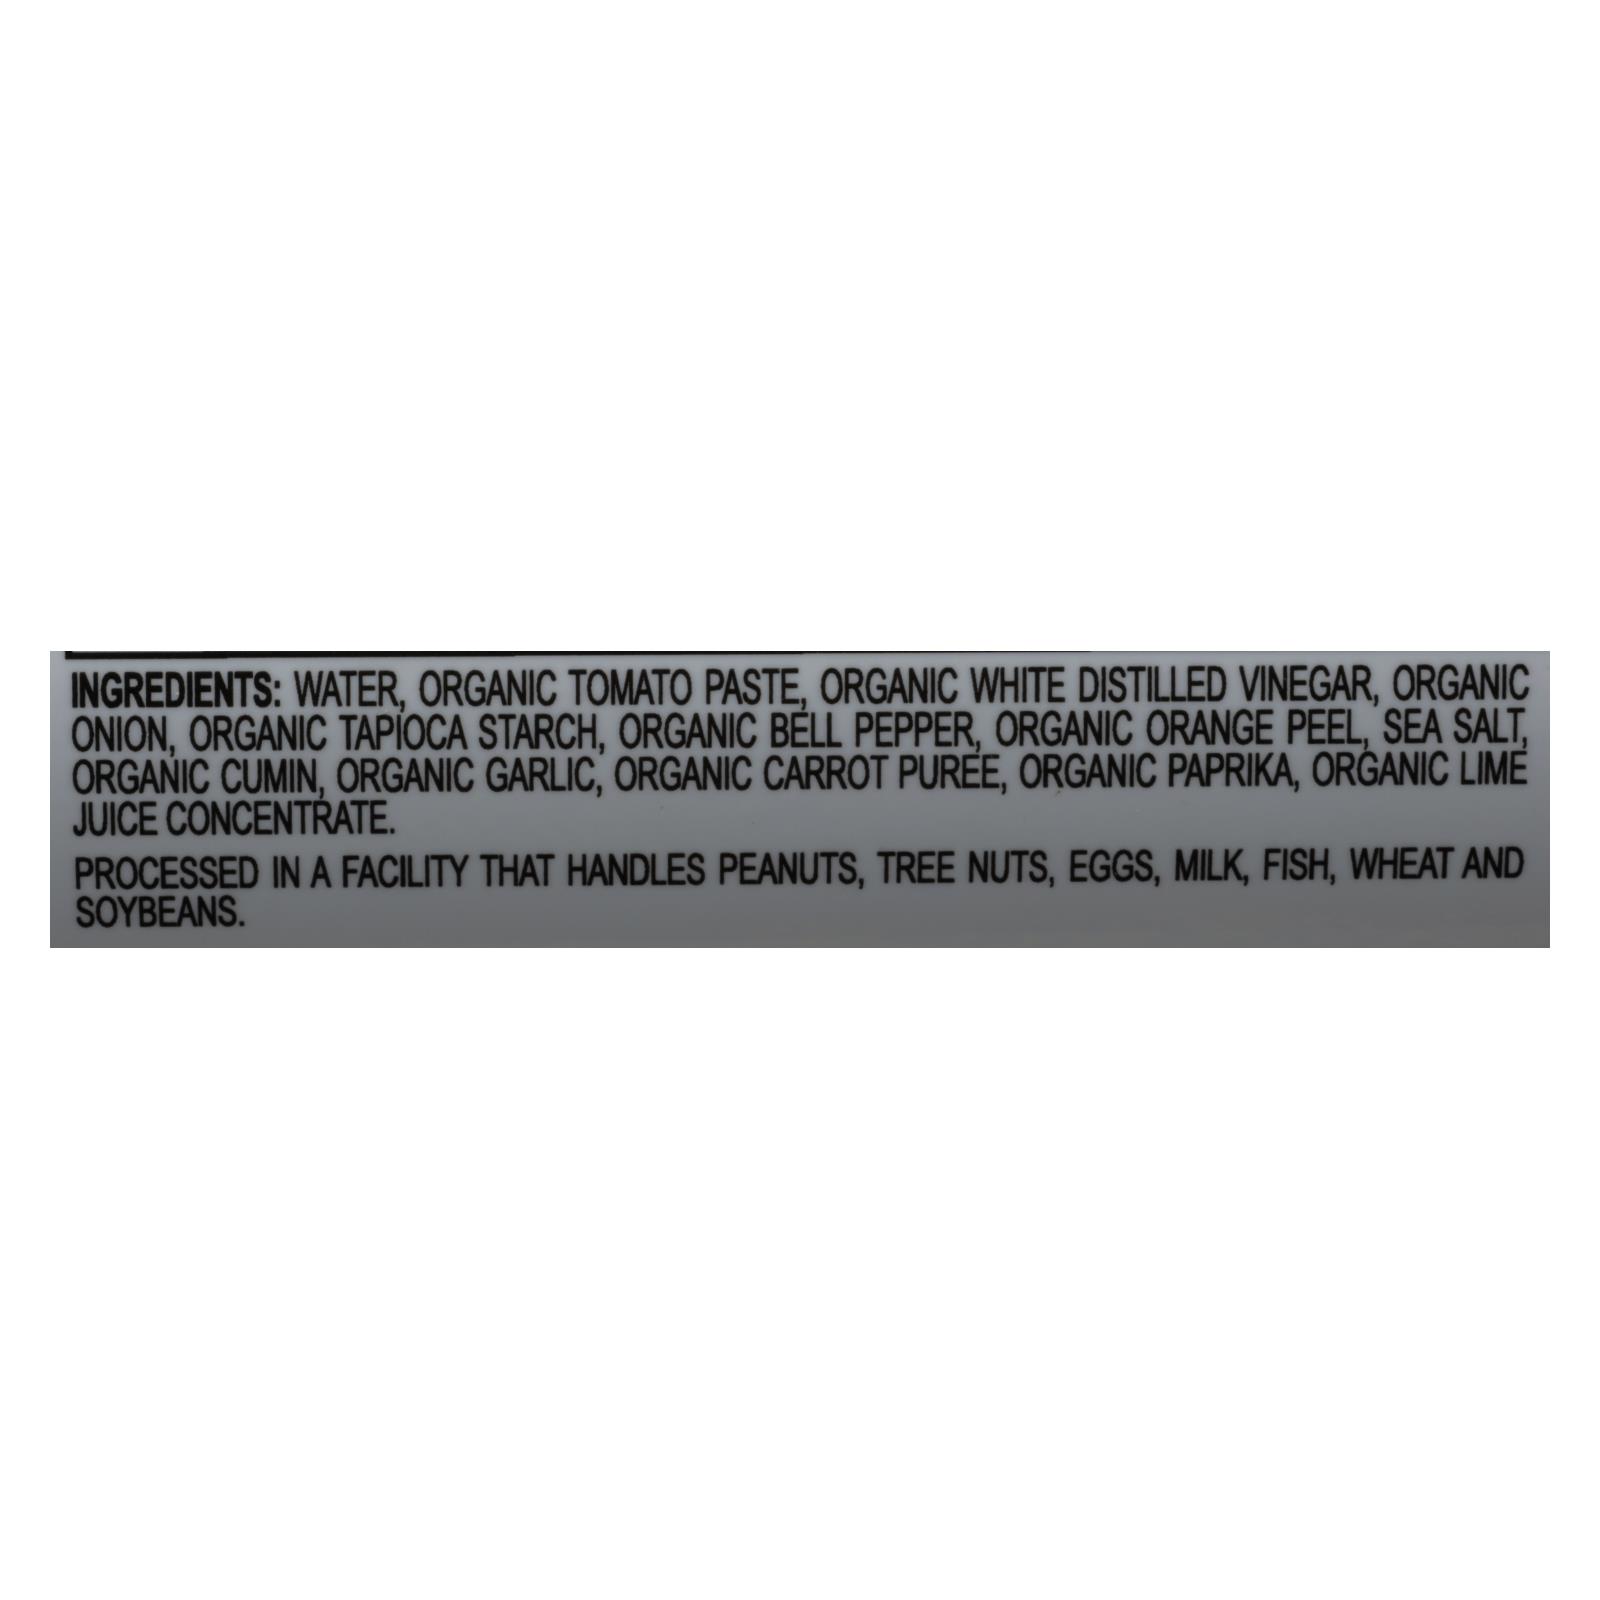 INGREDIENTS: WATER, ORGANIC TOMATO PASTE, ORGANIC WHITE DISTILLED VINEGAR, ORGANIC
ONION, ORGANIC TAPIOCA STARCH, ORGANIC BELL PEPPER, ORGANIC ORANGE PEEL, SEA SALT,
ORGANIC CUMIN, ORGANIC GARLIC, ORGANIC CARROT PUREE, ORGANIC PAPRIKA, ORGANIC LIME
JUICE CONCENTRATE.
PROCESSED IN A FACILITY THAT HANDLES PEANUTS, TREE NUTS, EGGS, MILK, FISH, WHEAT AND
SOYBEANS.